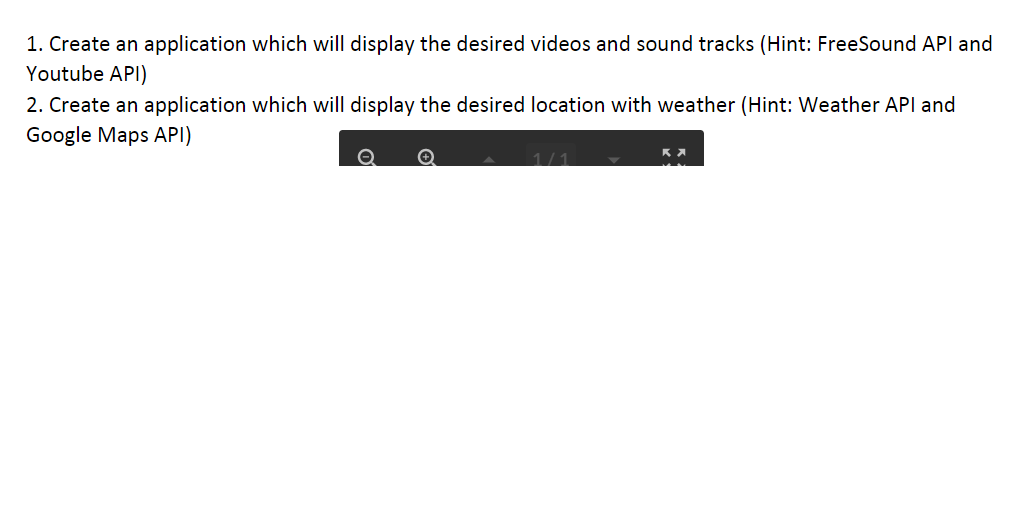 1. Create an application which will display the desired videos and sound tracks (Hint: FreeSound API and
Youtube API)
2. Create an application which will display the desired location with weather (Hint: Weather API and
Google Maps API)
1 / 1